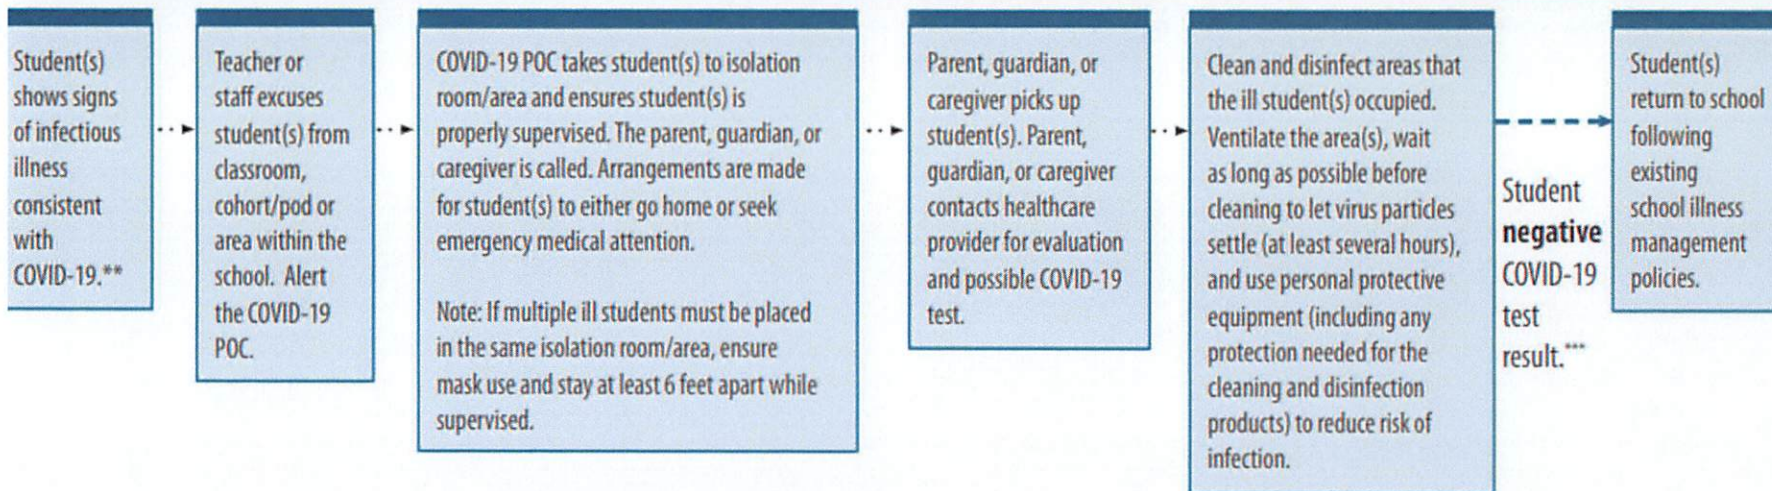 Student(s)
shows signs
of infectious
illness
consistent
with
COVID-19.**
Teacher or
staff excuse
student(s) from
classroom,
cohort/pod or
area within the
school. Alert
the COVID-19
POC.
COVID-19 POC takes student(s) to isolation
room/area and ensures student(s) is
properly supervised. The parent, guardian, or
caregiver is called. Arrangements are made
for student(s) to either go home or seek
emergency medical attention.
Note: If multiple ill students must be placed
in the same isolation room/area, ensure
mask use and stay at least 6 feet apart while
supervised.
Parent, guardian, or
caregiver picks up
student(s). Parent,
guardian, or caregiver
contacts healthcare
provider for evaluation
and possible COVID-19
test.
Clean and disinfect areas that
the ill student(s) occupied.
Ventilate the area(s), wait
as long as possible before
cleaning to let virus particles
settle (at least several hours),
and use personal protective
equipment (including any
protection needed for the
cleaning and disinfection
products) to reduce risk of
infection.
Student
negative
COVID-19
test
result.***
Student(s)
return to school
following
existing
school illness
management
policies.